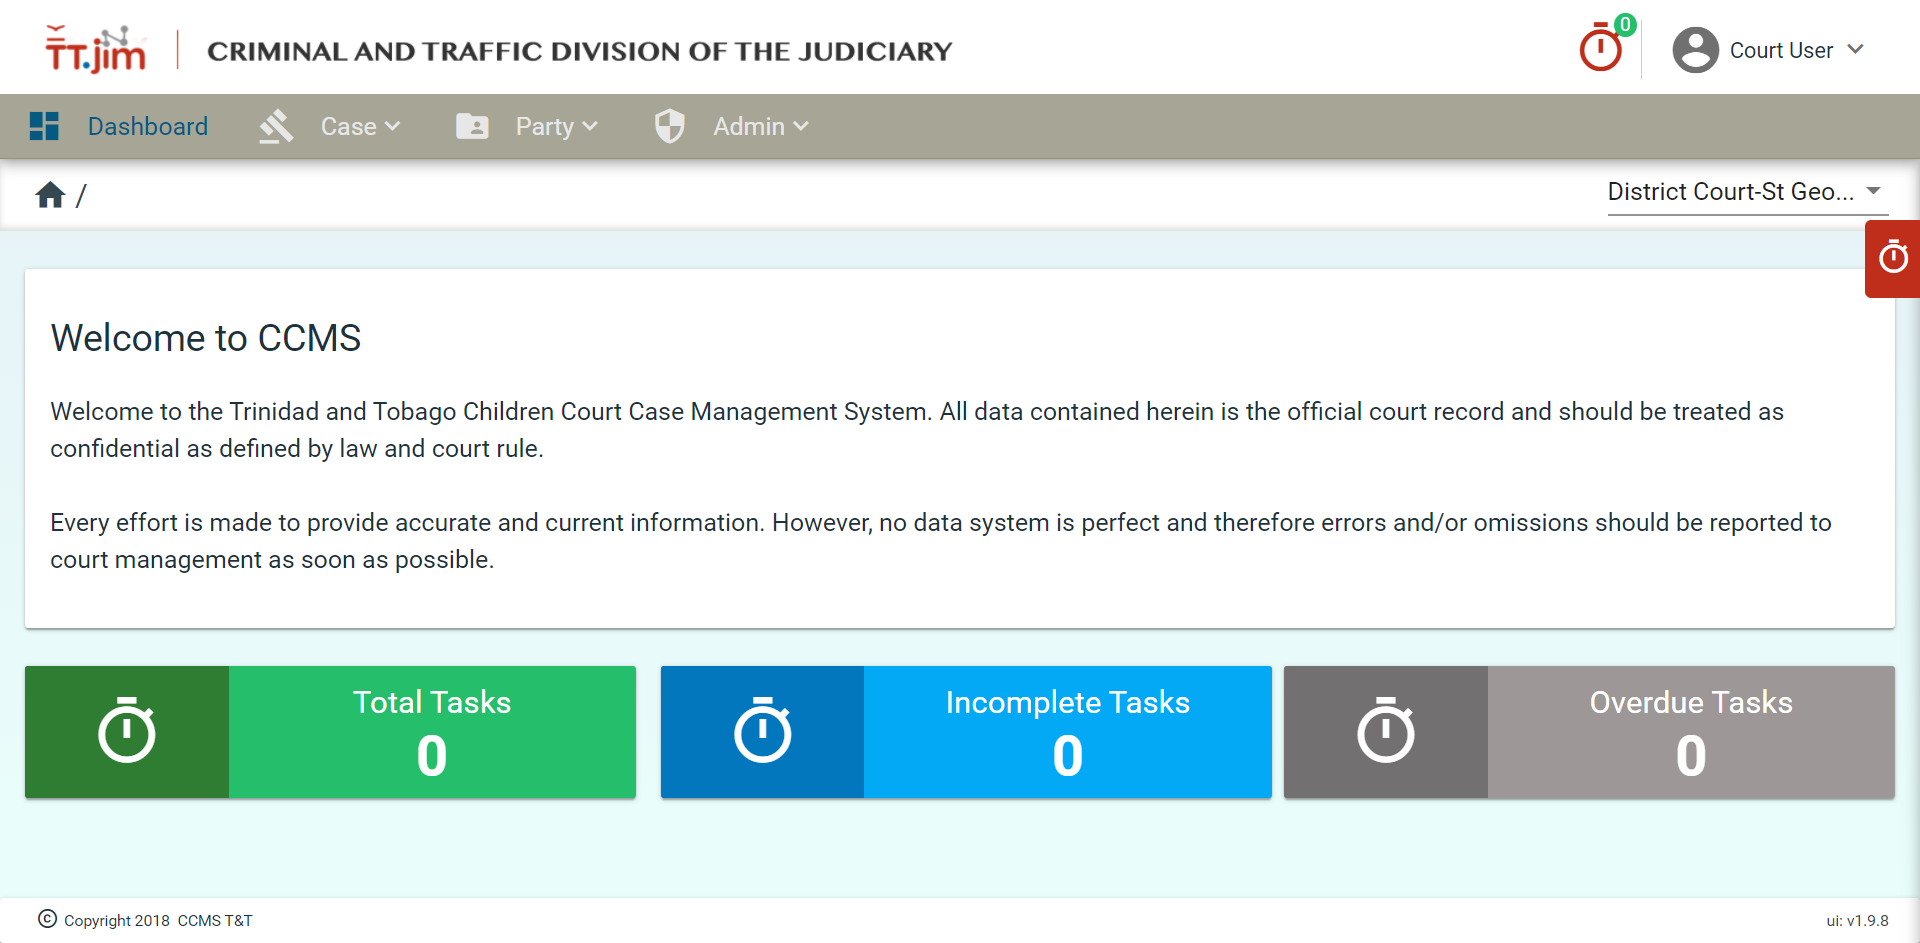 TT.jim
CRIMINAL AND TRAFFIC DIVISION OF THE JUDICIARY
0
Court User
Dashboard
Case
Party
Admin
/
District Court-St Geo...
Welcome to CCMS
Welcome to the Trinidad and Tobago Children Court Case Management System. All data contained herein is the official court record and should be treated as
confidential as defined by law and court rule.
Every effort is made to provide accurate and current information. However, no data system is perfect and therefore errors and/or omissions should be reported to
court management as soon as possible.
Total Tasks
0
Incomplete Tasks
0
Overdue Tasks
0
© Copyright 2018 CCMS T&T
ui: v1.9.8